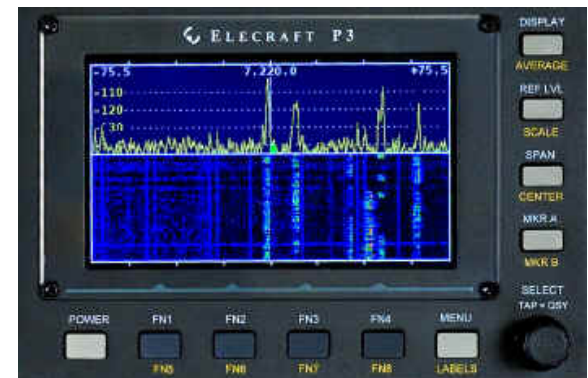 ELECRAFT P3
DISPLAY
AVERAGE
-75.5 7,220.0 +75.5
-110
-120
-130
REF LVL
SCALE
SPAN
CENTER
MKR A
MKR B
SELECT
TAP = QSY
POWER FN1 FN2 FN3 FN4 MENU
FN5 FN6 FN7 FN8 LABELS